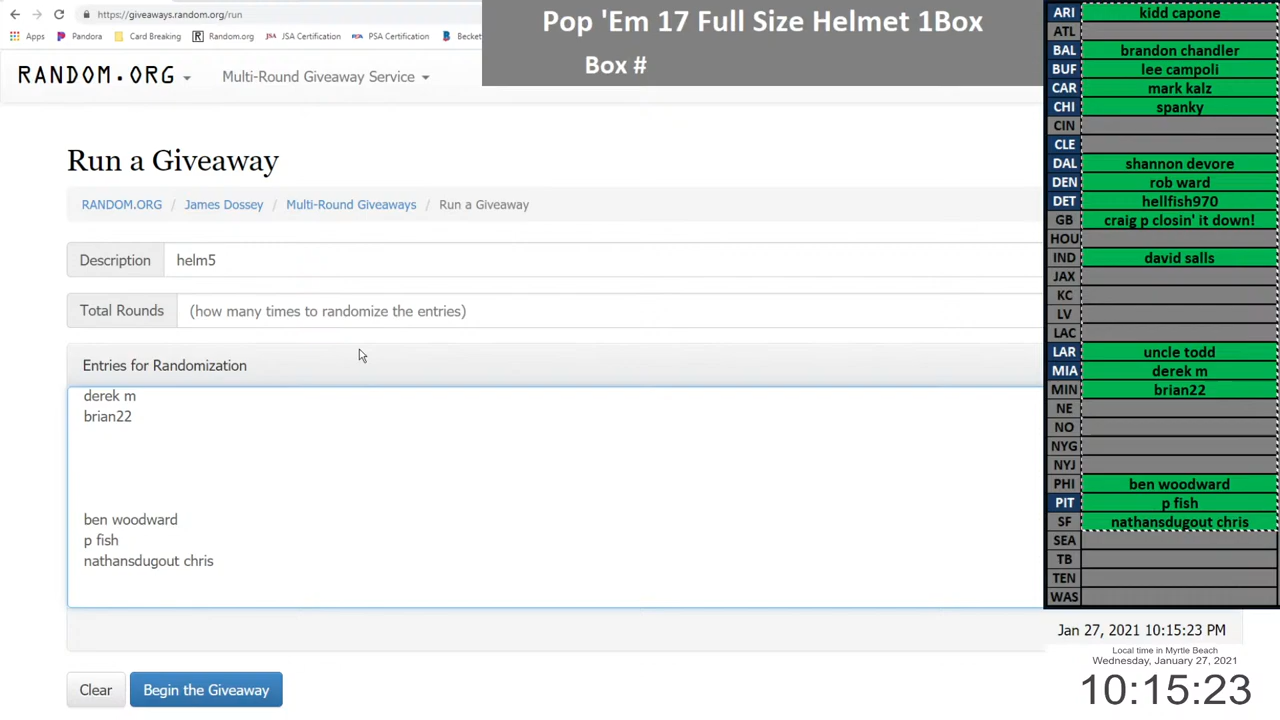 https://giveaways.random.org/run
Apps Pandora Card Breaking Random.org JSA Certification PSA Certification Beckett
RANDOM.ORG Multi-Round Giveaway Service
Pop 'Em 17 Full Size Helmet 1Box
Box #
Run a Giveaway
RANDOM.ORG / James Dossey / Multi-Round Giveaways / Run a Giveaway
Description helm5
Total Rounds (how many times to randomize the entries)
Entries for Randomization
derek m
brian22
ben woodward
p fish
nathansdugout chris
Clear Begin the Giveaway
ARI kidd capone
ATL
BAL brandon chandler
BUF lee campoli
CAR mark kalz
CHI spanky
CIN
CLE
DAL shannon devore
DEN rob ward
DET hellfish970
GB craig p closin' it down!
HOU
IND david salls
JAX
KC
LV
LAC
LAR uncle todd
MIA derek m
MIN brian22
NE
NO
NYG
NYJ
PHI ben woodward
PIT p fish
SF nathansdugout chris
SEA
TB
TEN
WAS
Jan 27, 2021 10:15:23 PM
Local time in Myrtle Beach
Wednesday, January 27, 2021
10:15:23